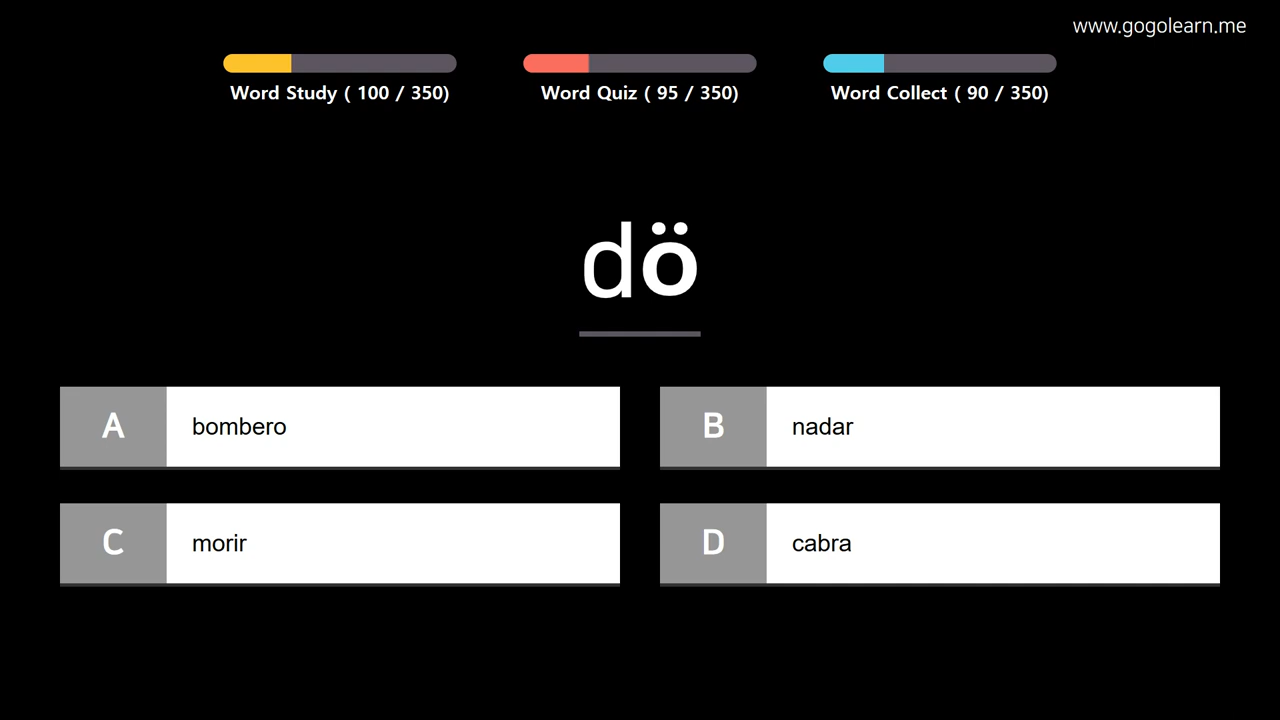 www.gogolearn.me
Word Study ( 100 / 350)
Word Quiz ( 95 / 350)
Word Collect ( 90 / 350)
dö
A bombero
B nadar
C morir
D cabra